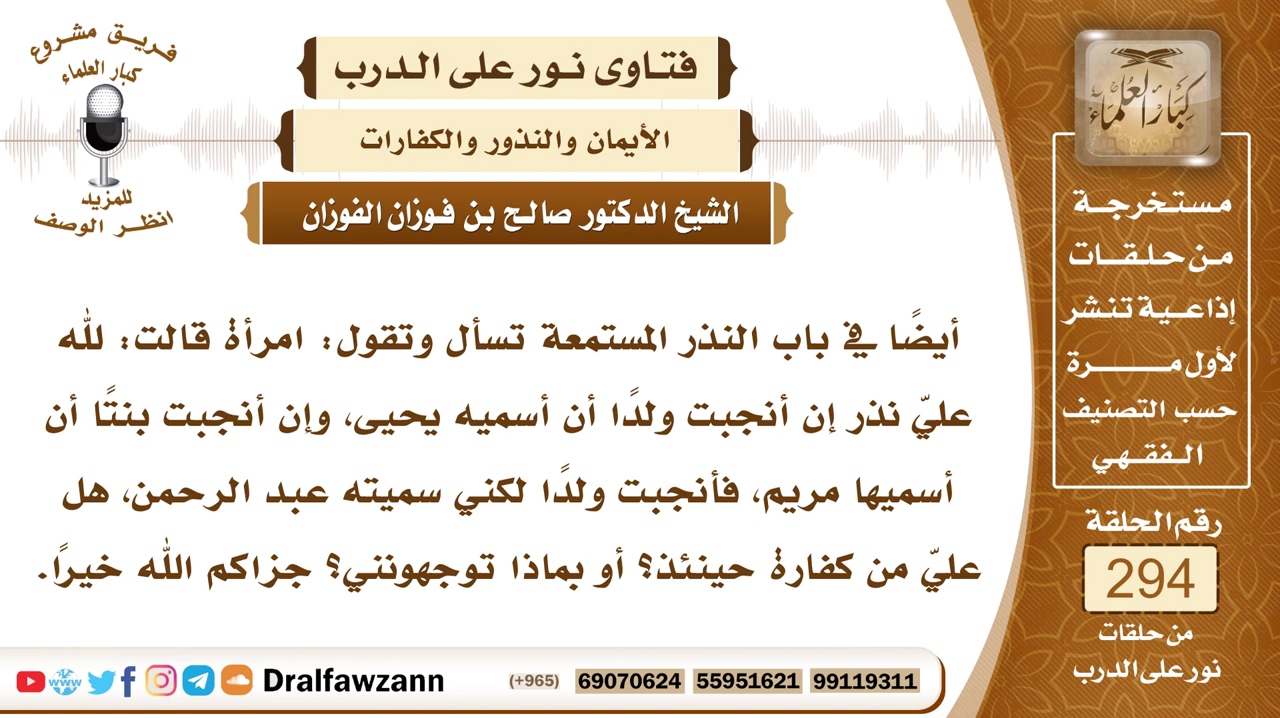 فريق مشروع
كبار العلماء
للمزيد
انظر الوصف
فتاوى نور على الدرب
الأيمان والنذور والكفارات
الشيخ الدكتور صالح بن فوزان الفوزان
أيضًا في باب النذر المستمعة تسأل وتقول: امرأة قالت: لله
عليّ نذر إن أنجبت ولدًا أن أسميه يحيى، وإن أنجبت بنتًا أن
أسميها مريم، فأنجبت ولدًا لكني سميته عبد الرحمن، هل
عليّ من كفارة حينئذ؟ أو بماذا توجهونني؟ جزاكم الله خيرًا.
كبار العلماء
مستخرجة
من حلقات
إذاعية تنشر
لأول مرة
حسب التصنيف
الفقهي
رقم الحلقة
294
من حلقات
نور على الدرب
www Dralfawzann (+965) 69070624 55951621 99119311